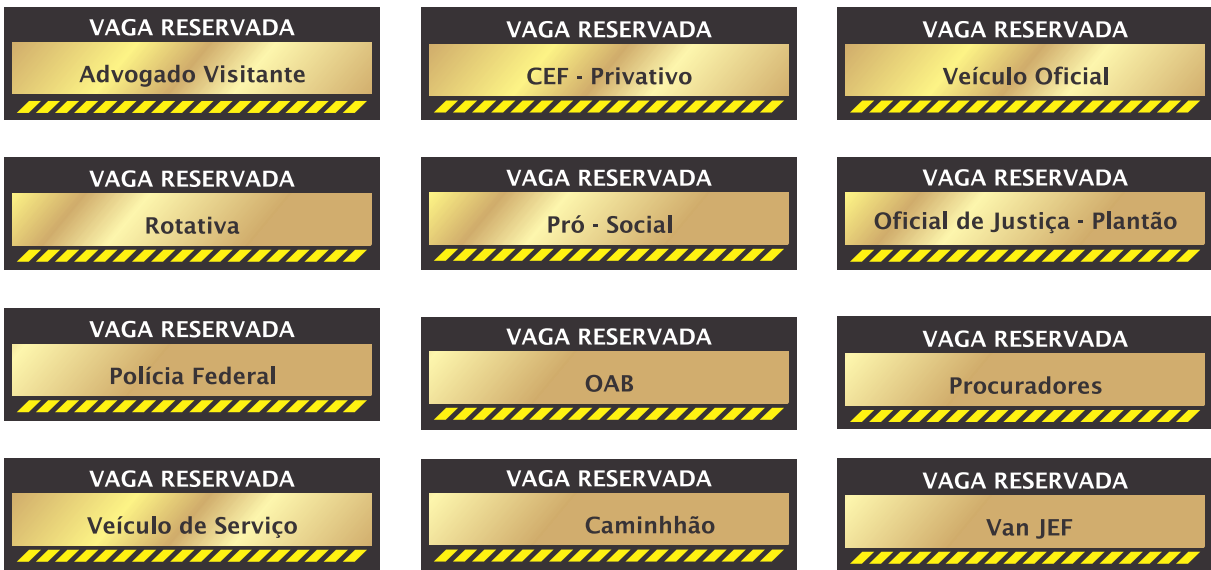 VAGA RESERVADA
Advogado Visitante
VAGA RESERVADA
CEF - Privativo
VAGA RESERVADA
Veículo Oficial
VAGA RESERVADA
Rotativa
VAGA RESERVADA
Pró - Social
VAGA RESERVADA
Oficial de Justiça - Plantão
VAGA RESERVADA
Polícia Federal
VAGA RESERVADA
OAB
VAGA RESERVADA
Procuradores
VAGA RESERVADA
Veículo de Serviço
VAGA RESERVADA
Caminhhão
VAGA RESERVADA
Van JEF